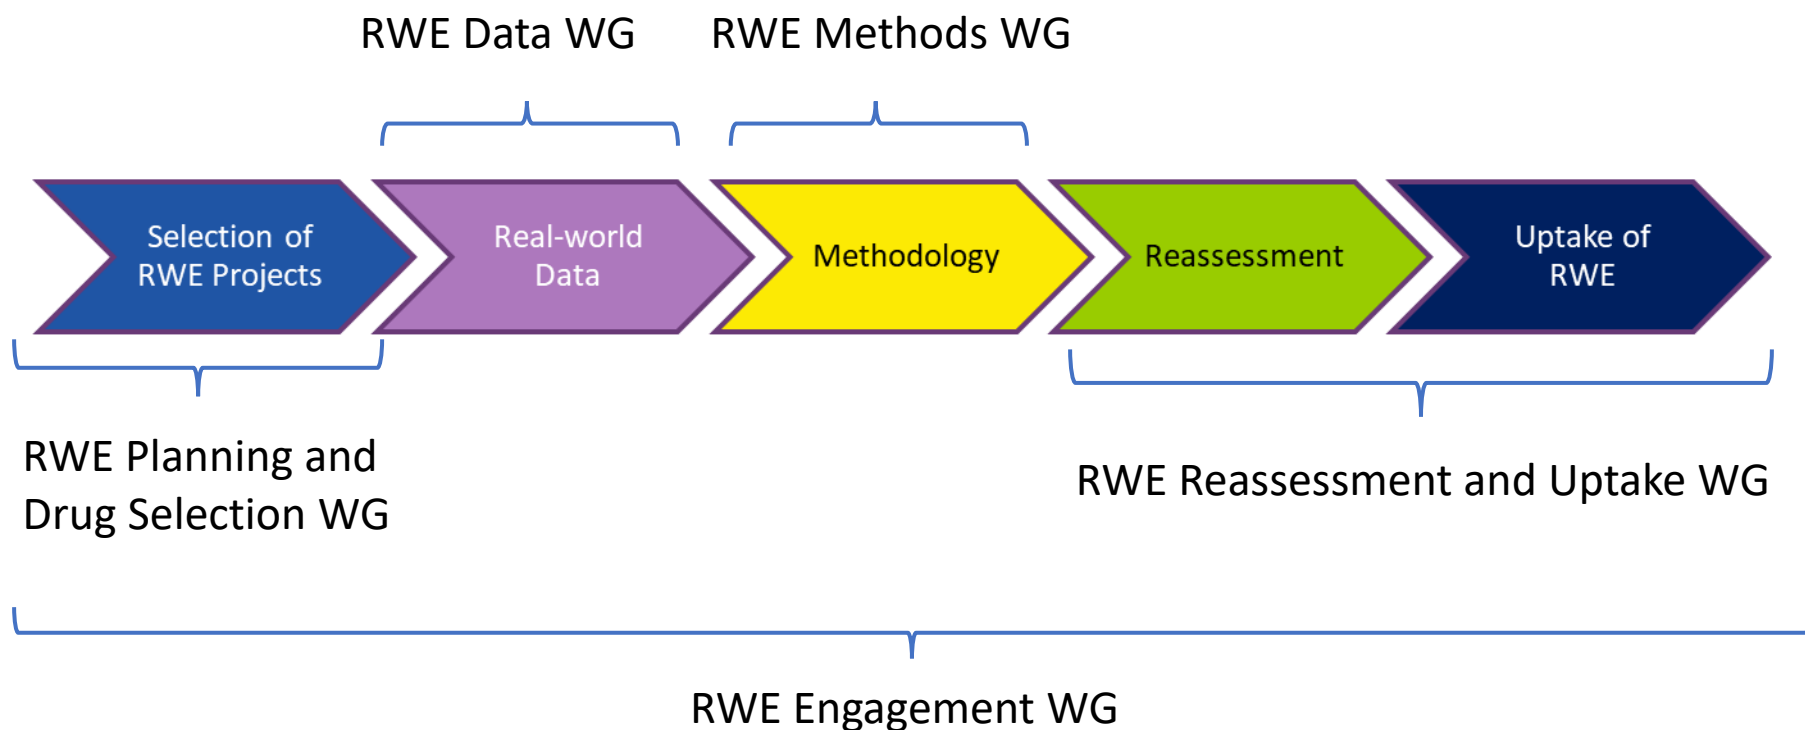 RWE Data WG
RWE Methods WG
Selection of
RWE Projects
Real-world
Data
Methodology
Reassessment
Uptake of
RWE
RWE Planning and
Drug Selection WG
RWE Reassessment and Uptake WG
RWE Engagement WG